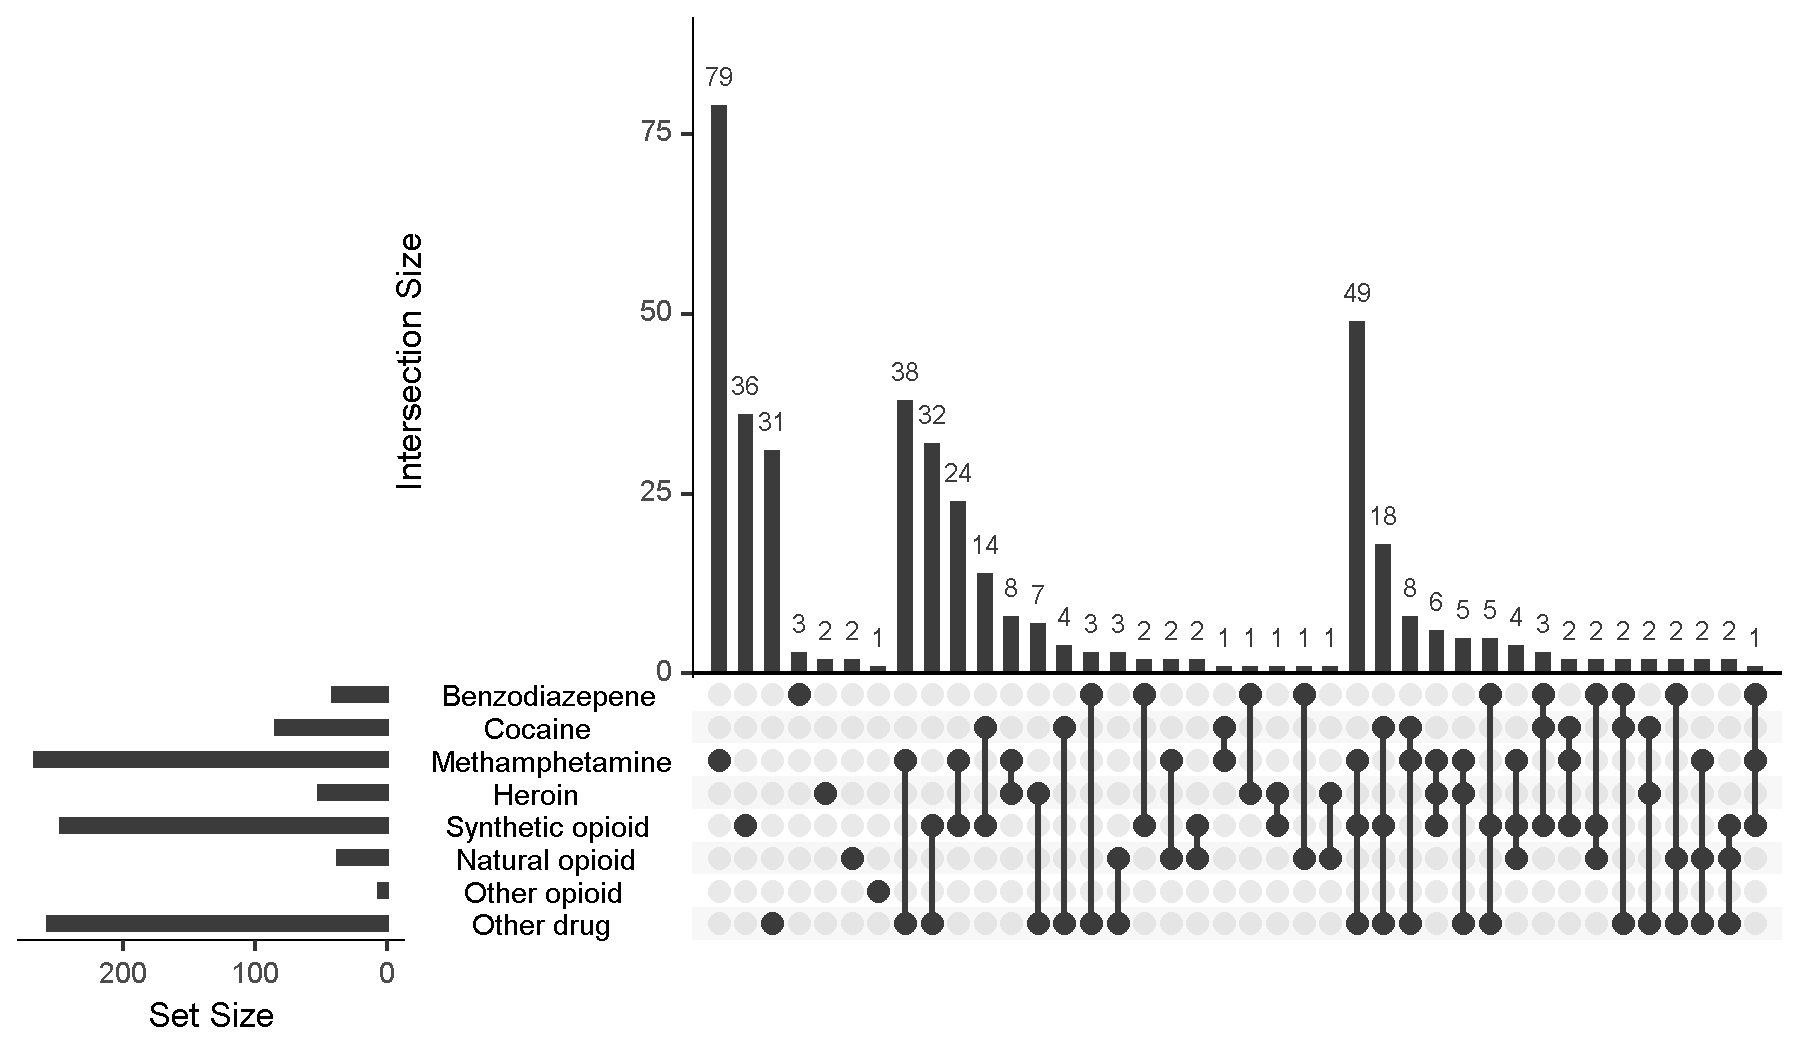 79
75
50
49
38
36
32
31
25
24
18
14
8 7 4 3 3 2 2 2 1 1 1 1 1
8 6 5 5 4 3 2 2 2 2 2 2 2 1
3 2 2 1
0
Intersection Size
Benzodiazepene
Cocaine
Methamphetamine
Heroin
Synthetic opioid
Natural opioid
Other opioid
Other drug
200 100 0
Set Size